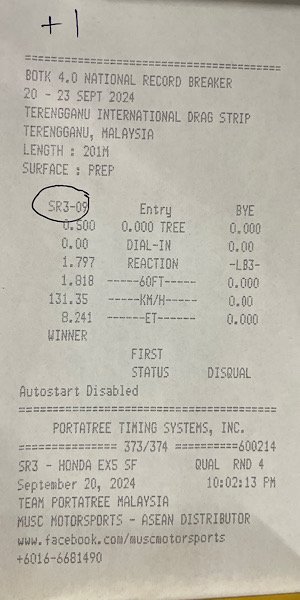 +1
========================================
BOTK 4.0 NATIONAL RECORD BREAKER
20 - 23 SEPT 2024
TERENGGANU INTERNATIONAL DRAG STRIP
TERENGGANU, MALAYSIA
LENGTH : 201M
SURFACE : PREP
SR3-09 Entry BYE
0.500 0.000 TREE 0.000
0.00 DIAL-IN 0.00
1.797 REACTION -LB3-
1.818 ------60FT----- 0.000
131.35 ------KM/H----- 0.00
8.241 -------ET------ 0.000
WINNER
FIRST
STATUS DISQUAL
Autostart Disabled
========================================
PORTATREE TIMING SYSTEMS, INC.
=============== 373/374 ==========600214
SR3 - HONDA EX5 SF QUAL RND 4
September 20, 2024 10:02:13 PM
TEAM PORTATREE MALAYSIA
MUSC MOTORSPORTS - ASEAN DISTRIBUTOR
www.facebook.com/muscmotorsports
+6016-6681490